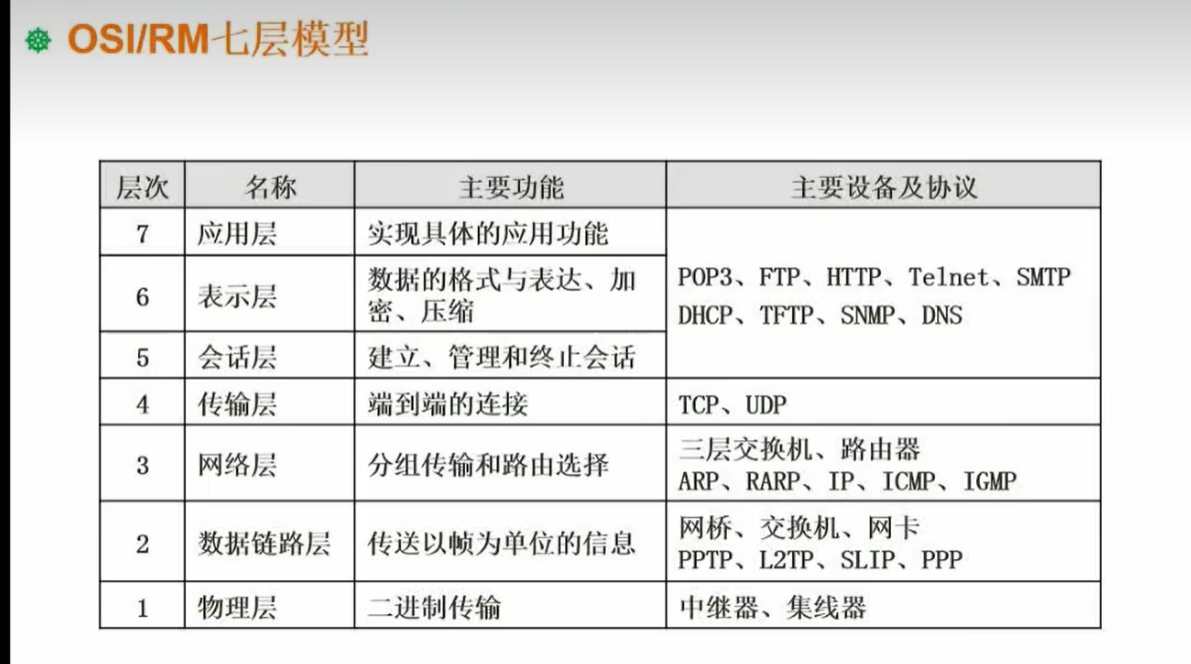 OSI/RM七层模型
层次 名称 主要功能 主要设备及协议
7 应用层 实现具体的应用功能
6 表示层 数据的格式与表达、加
密、压缩
POP3、FTP、HTTP、Telnet、SMTP
DHCP、TFTP、SNMP、DNS
5 会话层 建立、管理和终止会话
4 传输层 端到端的连接 TCP、UDP
3 网络层 分组传输和路由选择 三层交换机、路由器
ARP、RARP、IP、ICMP、IGMP
2 数据链路层 传送以帧为单位的信息 网桥、交换机、网卡
PPTP、L2TP、SLIP、PPP
1 物理层 二进制传输 中继器、集线器